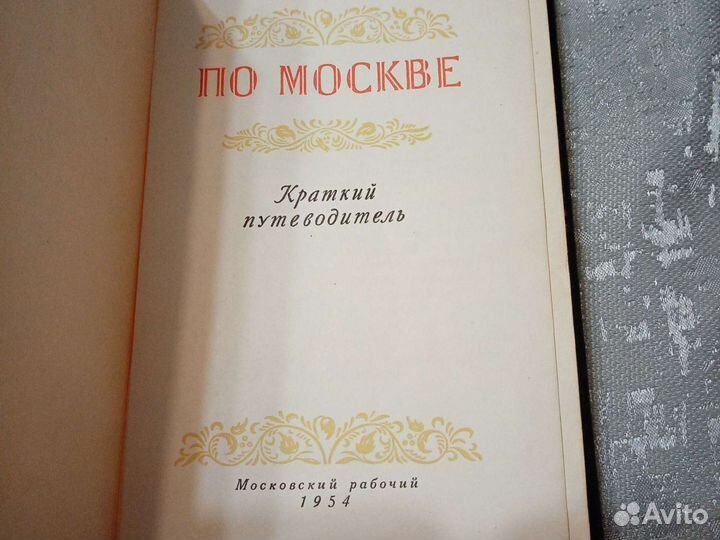 ПО МОСКВЕ
Краткий
путеводитель
Московский рабочий
1954
Avito